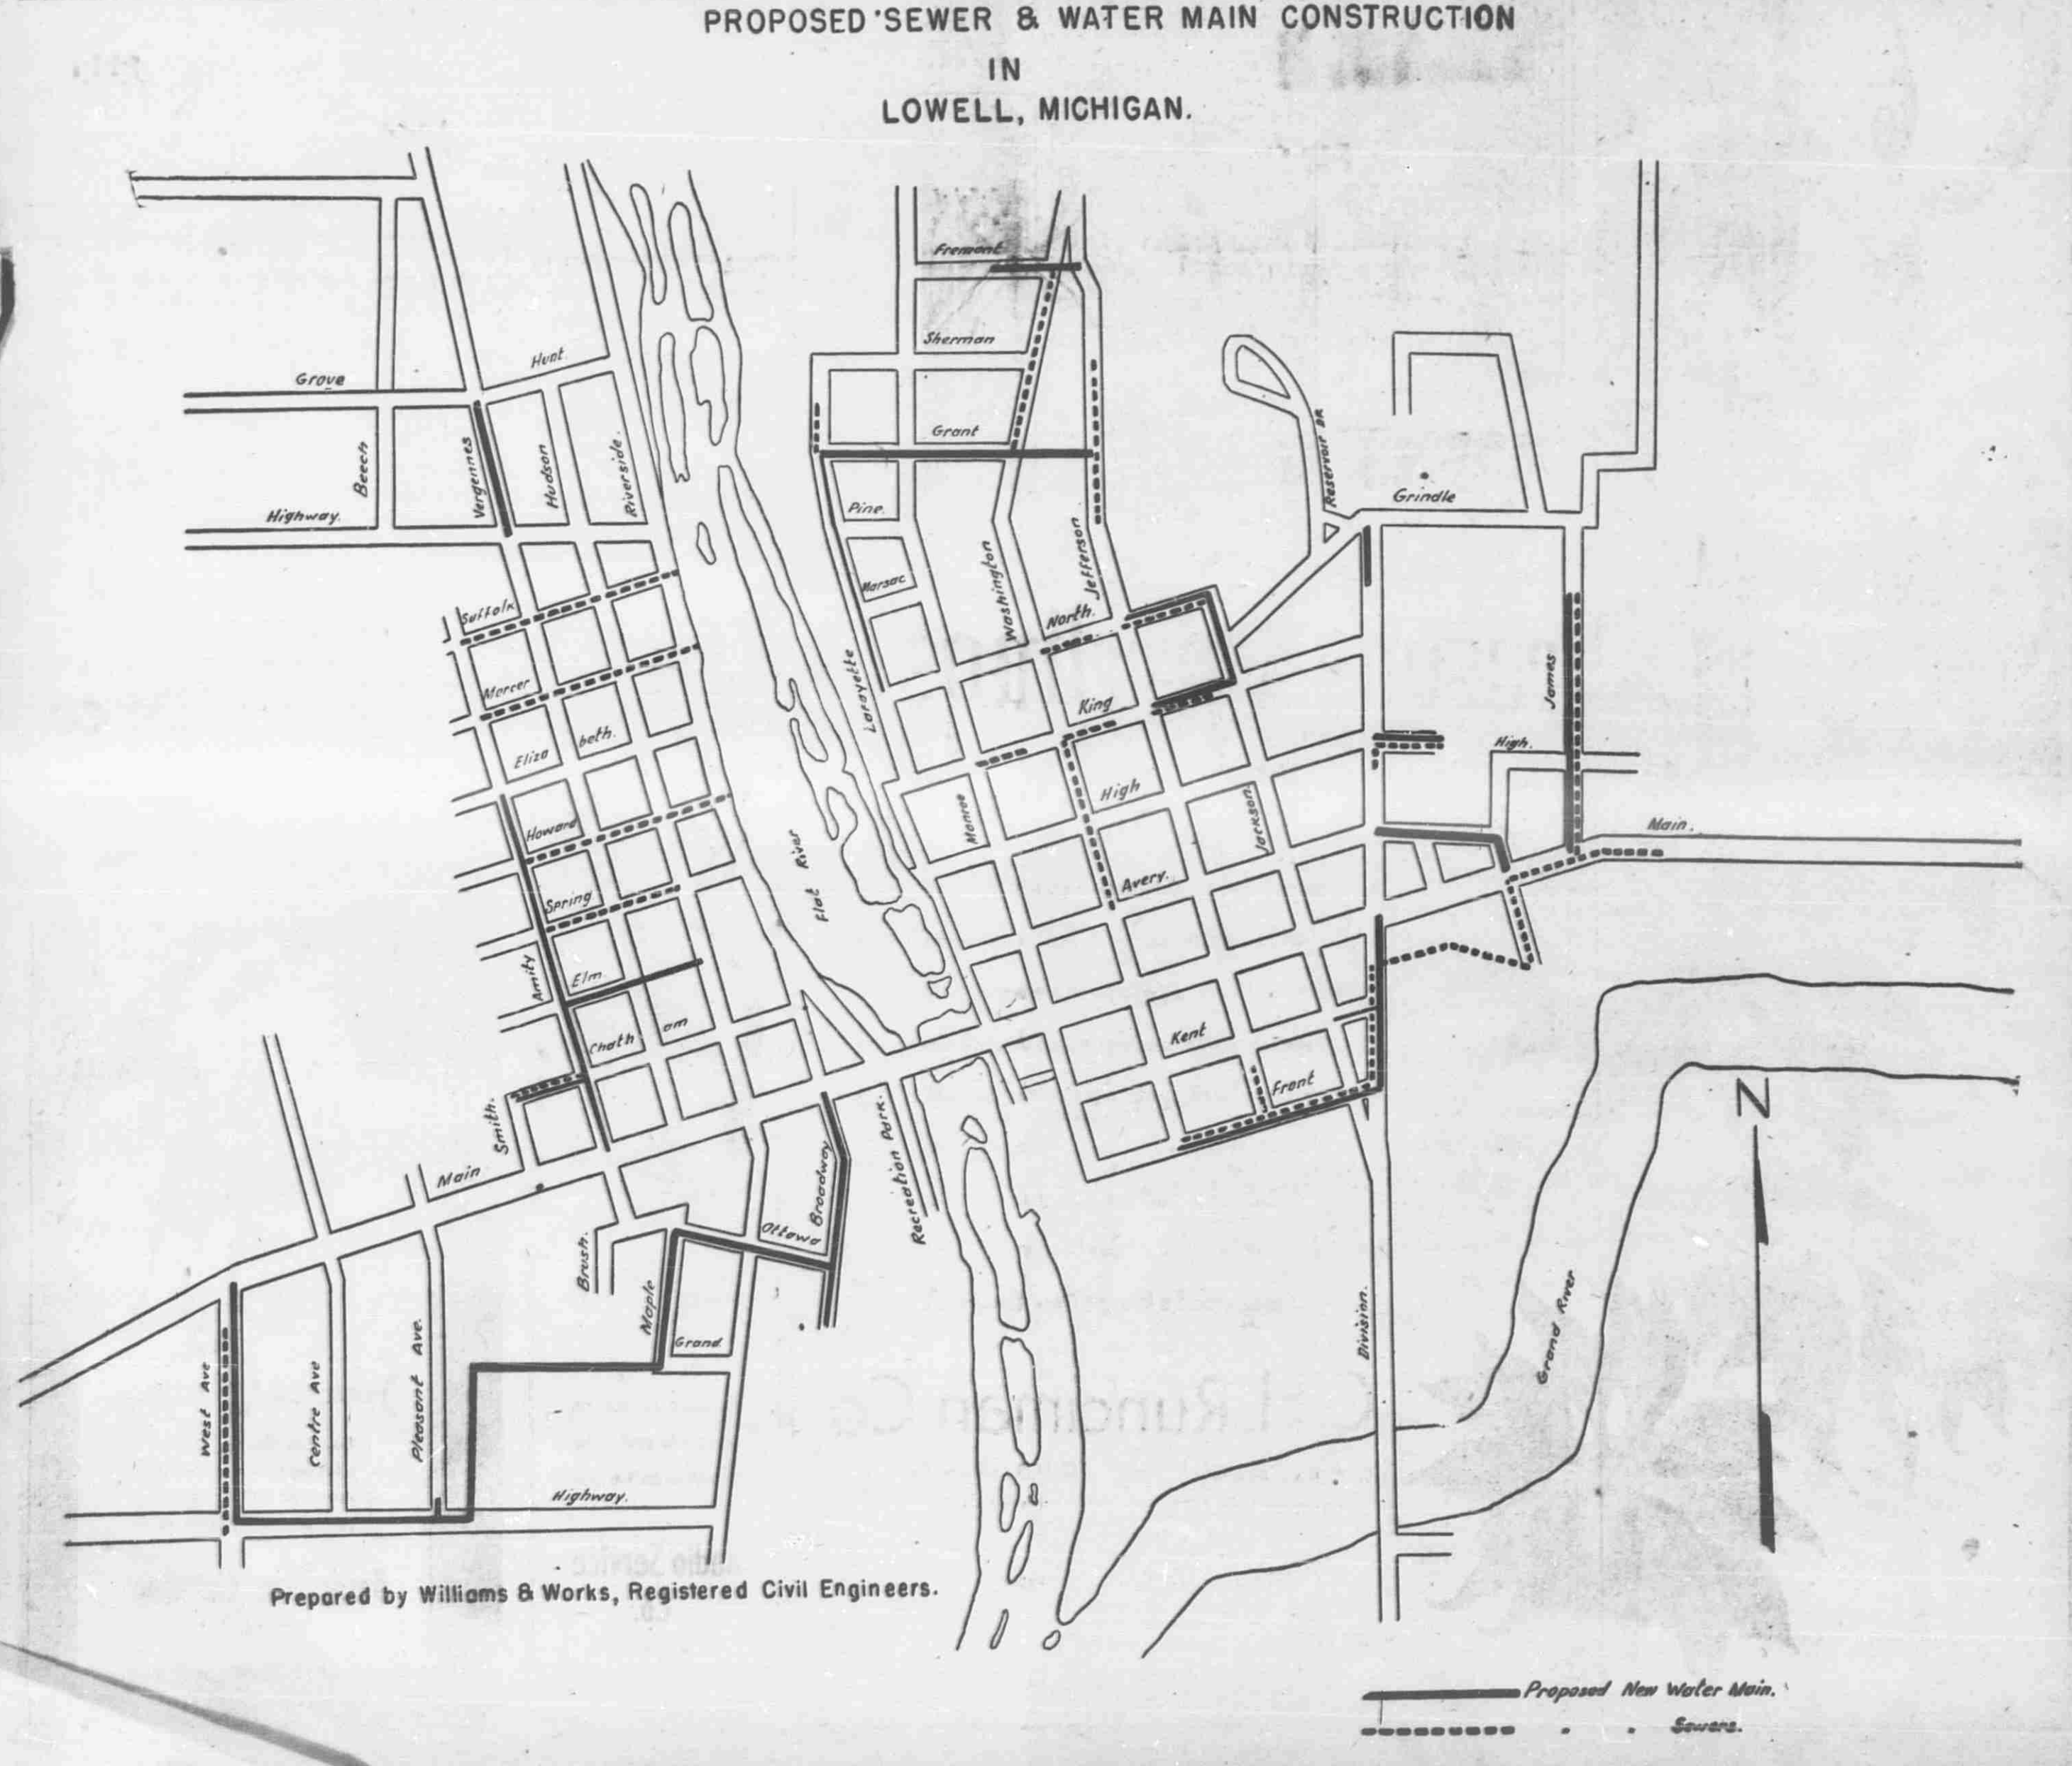 PROPOSED SEWER & WATER MAIN CONSTRUCTION
IN
LOWELL, MICHIGAN.
Fremont
Sherman
Hunt
Grove
Grant
Beech
Vergennes
Hudson
Riverside.
Reservoir DR
Grindle
Highway.
Pine.
Marsac
Washington
Jefferson
North.
Suffolk
Mercer
Eliza beth.
Lafayette
King
James
High.
High
Monroe
Jackson
Main.
Howard
Flat River
Spring
Avery.
Amity
Elm.
Chath am
Kent
Front
Smith.
Main
Broadway
Recreation Park.
Ottawa
Brush.
Maple
Grand
Division.
Grand River
N
West Ave
Centre Ave
Pleasant Ave.
Highway.
Prepared by Williams & Works, Registered Civil Engineers.
Proposed New Water Main.
" " Sewers.